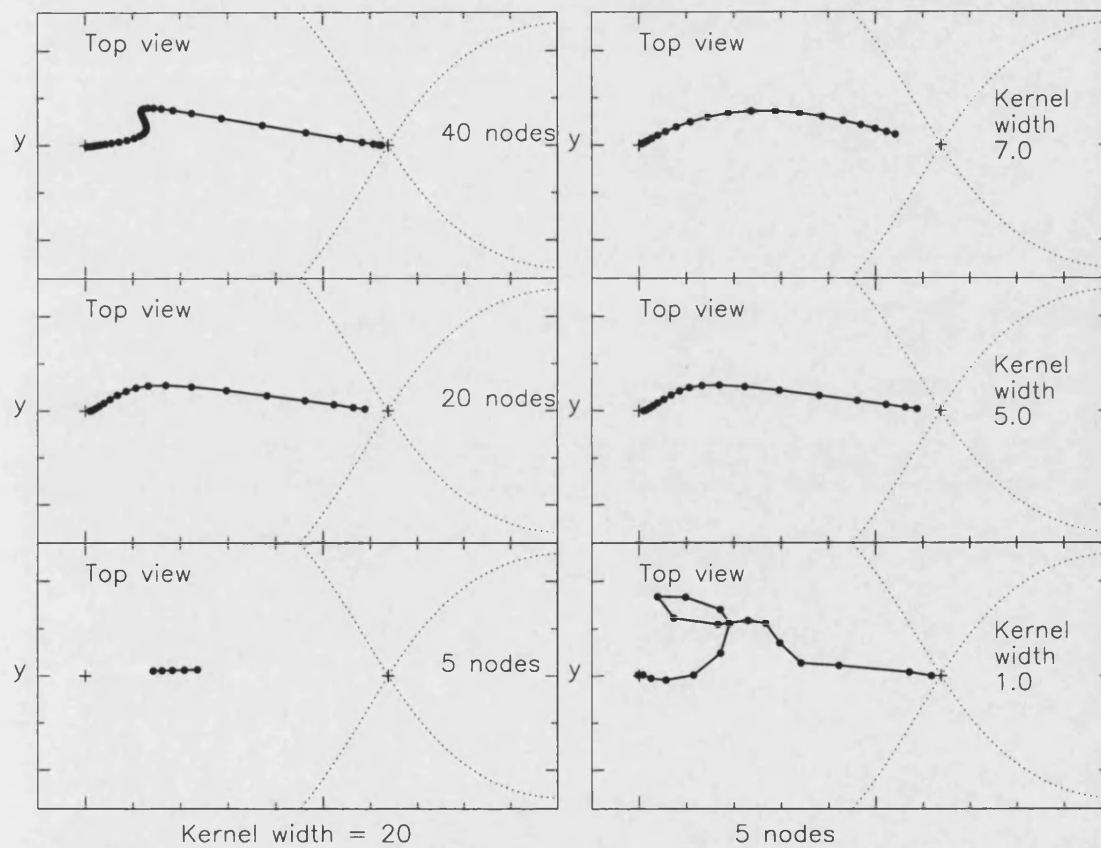 Top view
y
40 nodes
Top view
y
20 nodes
Top view
y
5 nodes
Kernel width = 20
Top view
y
Kernel
width
7.0
Top view
y
Kernel
width
5.0
Top view
y
Kernel
width
1.0
5 nodes